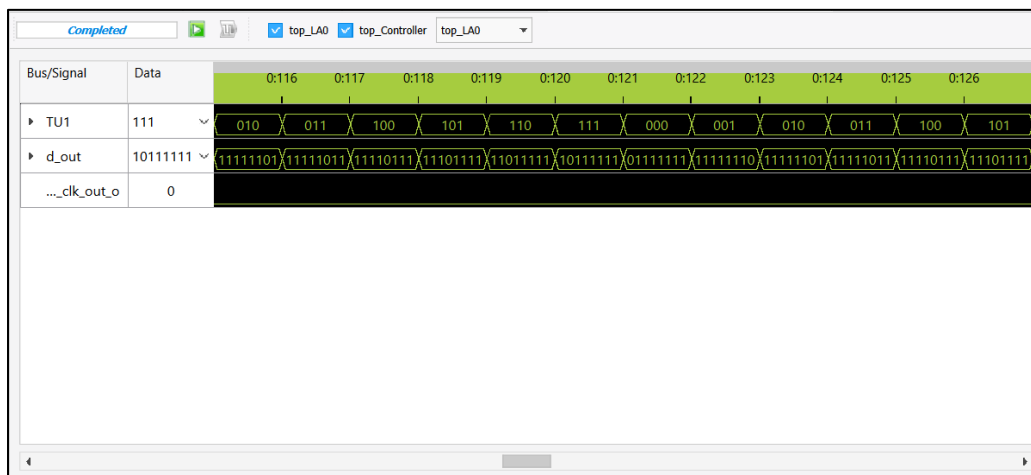 Completed top_LA0 top_Controller top_LA0
Bus/Signal Data 0:116 0:117 0:118 0:119 0:120 0:121 0:122 0:123 0:124 0:125 0:126
TU1 111 010 011 100 101 110 111 000 001 010 011 100 101
d_out 10111111 11111101 11111011 11110111 11101111 11011111 10111111 01111111 11111110 11111101 11111011 11110111 11101111
..._clk_out_o 0